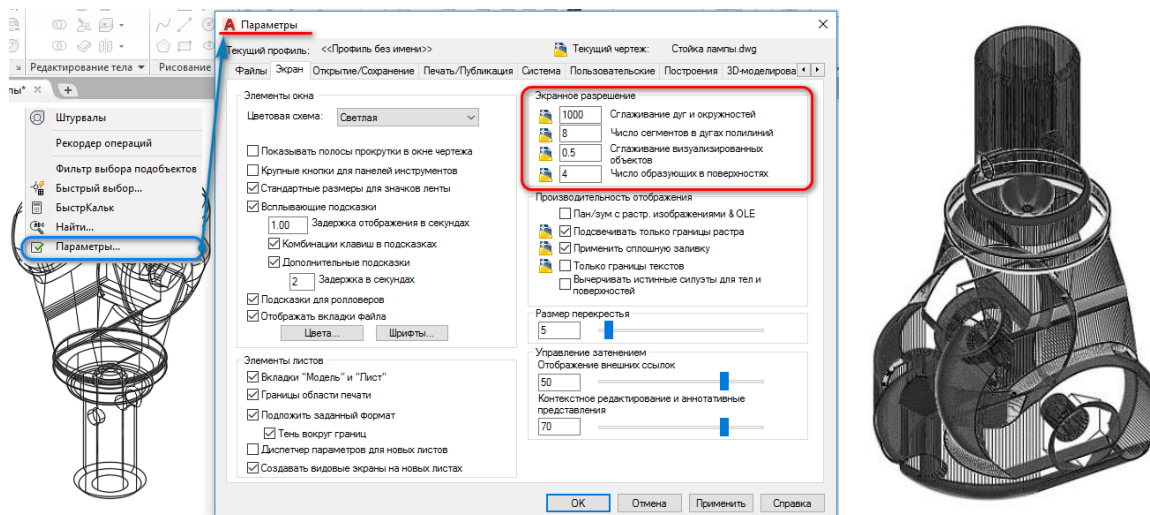 Редактирование тела
Рисование
Штурвалы
Рекордер операций
Фильтр выбора подобъектов
Быстрый выбор...
БыстрКальк
Найти...
Параметры...
Параметры
Текущий профиль: <<Профиль без имени>> Текущий чертеж: Стойка лампы.dwg
Файлы Экран Открытие/Сохранение Печать/Публикация Система Пользовательские Построения 3D-моделирова
Элементы окна
Цветовая схема: Светлая
Показывать полосы прокрутки в окне чертежа
Крупные кнопки для панелей инструментов
Стандартные размеры для значков ленты
Всплывающие подсказки
1.00 Задержка отображения в секундах
Комбинации клавиш в подсказках
Дополнительные подсказки
2 Задержка в секундах
Подсказки для ролловеров
Отображать вкладки файла
Цвета... Шрифты...
Элементы листов
Вкладки "Модель" и "Лист"
Границы области печати
Подложить заданный формат
Тень вокруг границ
Диспетчер параметров для новых листов
Создавать видовые экраны на новых листах
Экранное разрешение
1000 Сглаживание дуг и окружностей
8 Число сегментов в дугах полилиний
0.5 Сглаживание визуализированных
объектов
4 Число образующих в поверхностях
Производительность отображения
Пан/зум с растр. изображениями & OLE
Подсвечивать только границы растра
Применить сплошную заливку
Только границы текстов
Вычерчивать истинные силуэты для тел и
поверхностей
Размер перекрестья
5
Управление затенением
Отображение внешних ссылок
50
Контекстное редактирование и аннотативные
представления
70
OK Отмена Применить Справка